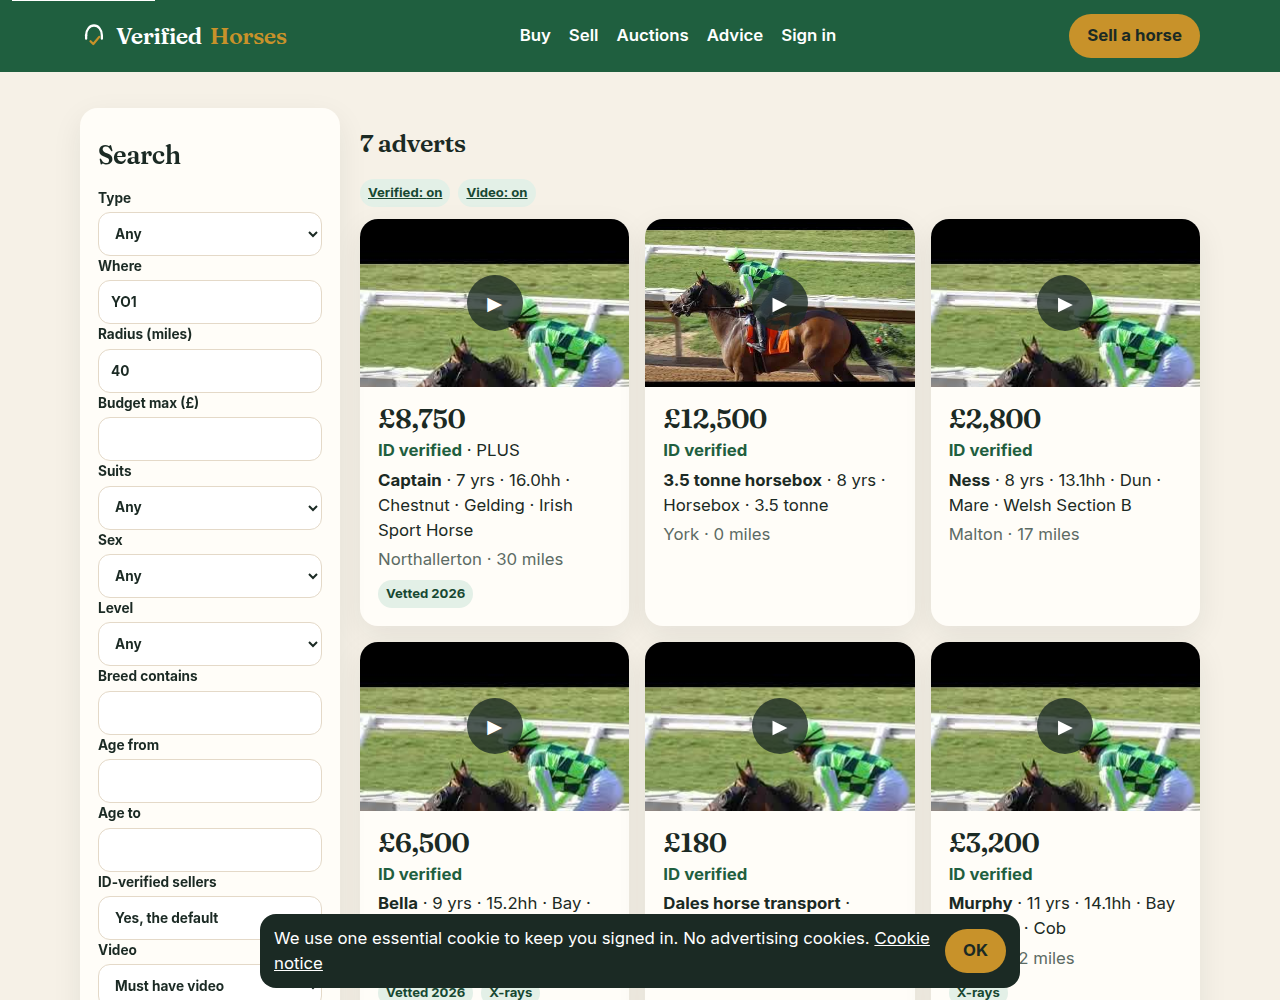 Verified Horses
Buy Sell Auctions Advice Sign in
Sell a horse
Search
Type
Any
Where
YO1
Radius (miles)
40
Budget max (£)
Suits
Any
Sex
Any
Level
Any
Breed contains
Age from
Age to
ID-verified sellers
Yes, the default
Video
Must have video
7 adverts
Verified: on Video: on
£8,750
ID verified · PLUS
Captain · 7 yrs · 16.0hh ·
Chestnut · Gelding · Irish
Sport Horse
Northallerton · 30 miles
Vetted 2026
£12,500
ID verified
3.5 tonne horsebox · 8 yrs ·
Horsebox · 3.5 tonne
York · 0 miles
£2,800
ID verified
Ness · 8 yrs · 13.1hh · Dun ·
Mare · Welsh Section B
Malton · 17 miles
£6,500
ID verified
Bella · 9 yrs · 15.2hh · Bay ·
Vetted 2026 X-rays
£180
ID verified
Dales horse transport ·
£3,200
ID verified
Murphy · 11 yrs · 14.1hh · Bay
· Cob
2 miles
X-rays
We use one essential cookie to keep you signed in. No advertising cookies. Cookie
notice
OK